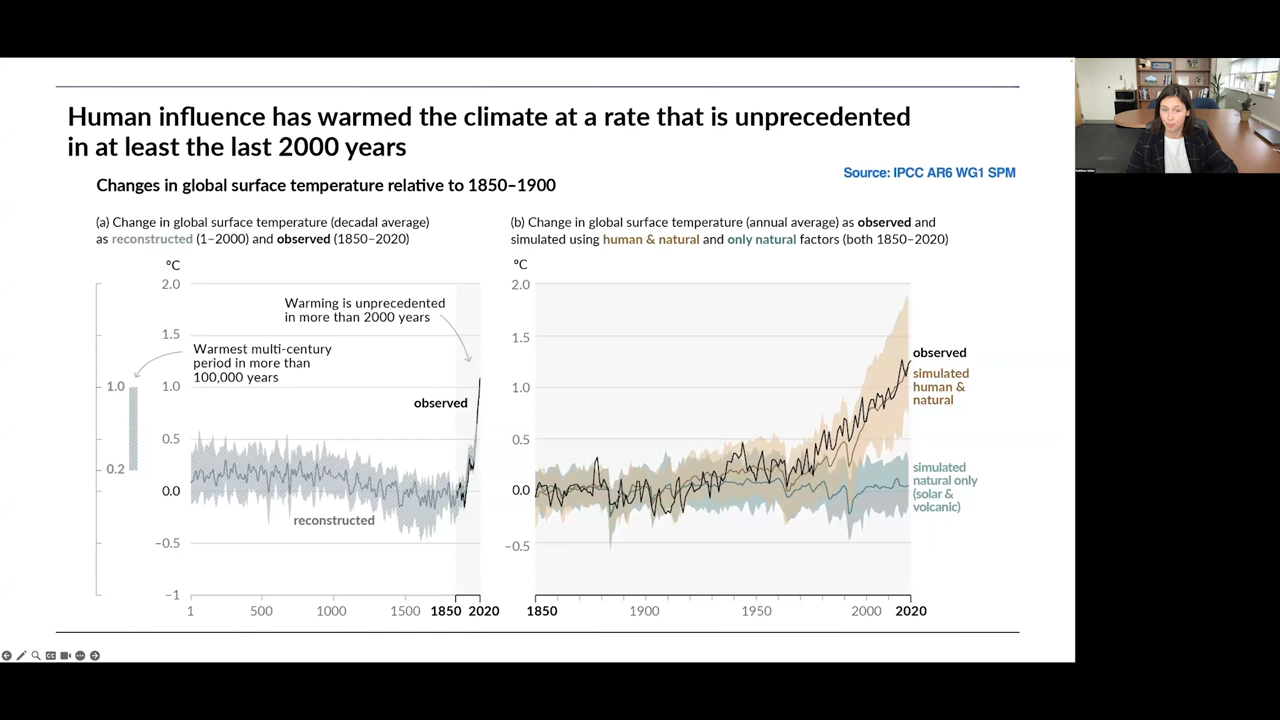 Human influence has warmed the climate at a rate that is unprecedented
in at least the last 2000 years
Source: IPCC AR6 WG1 SPM
Changes in global surface temperature relative to 1850–1900
(a) Change in global surface temperature (decadal average)
as reconstructed (1–2000) and observed (1850–2020)
ºC
2.0
1.5
1.0
0.5
0.0
–0.5
–1
1.0
0.2
Warming is unprecedented
in more than 2000 years
Warmest multi-century
period in more than
100,000 years
observed
reconstructed
1 500 1000 1500 1850 2020
(b) Change in global surface temperature (annual average) as observed and
simulated using human & natural and only natural factors (both 1850–2020)
ºC
2.0
1.5
1.0
0.5
0.0
–0.5
observed
simulated
human &
natural
simulated
natural only
(solar &
volcanic)
1850 1900 1950 2000 2020